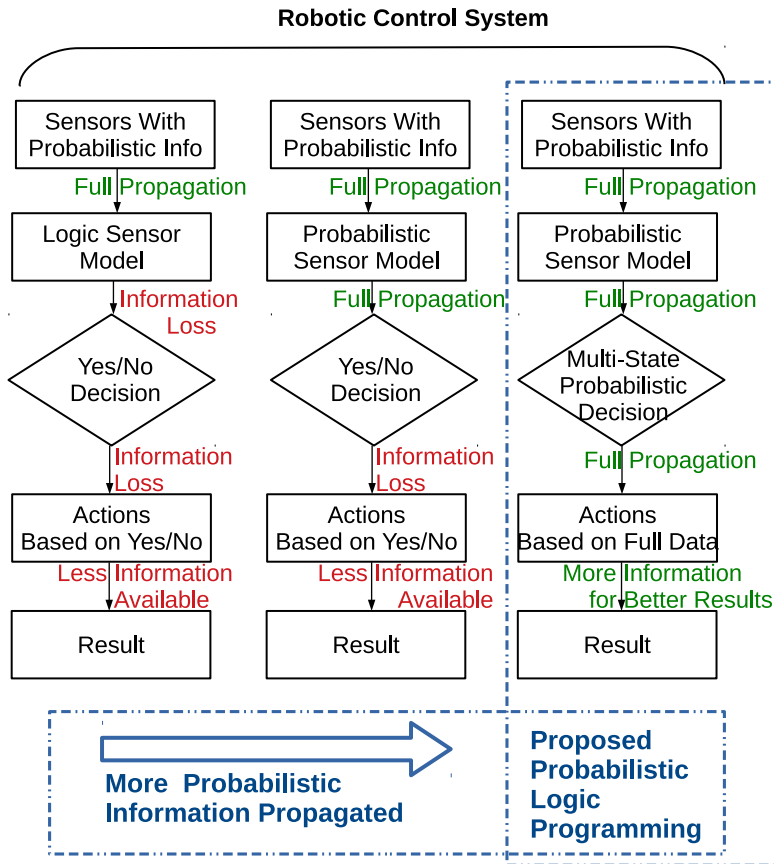 Robotic Control System
Sensors With
Probabilistic Info
Full Propagation
Logic Sensor
Model
Information
Loss
Yes/No
Decision
Information
Loss
Actions
Based on Yes/No
Less Information
Available
Result
Sensors With
Probabilistic Info
Full Propagation
Probabilistic
Sensor Model
Full Propagation
Yes/No
Decision
Information
Loss
Actions
Based on Yes/No
Less Information
Available
Result
Sensors With
Probabilistic Info
Full Propagation
Probabilistic
Sensor Model
Full Propagation
Multi-State
Probabilistic
Decision
Full Propagation
Actions
Based on Full Data
More Information
for Better Results
Result
More Probabilistic
Information Propagated
Proposed
Probabilistic
Logic
Programming